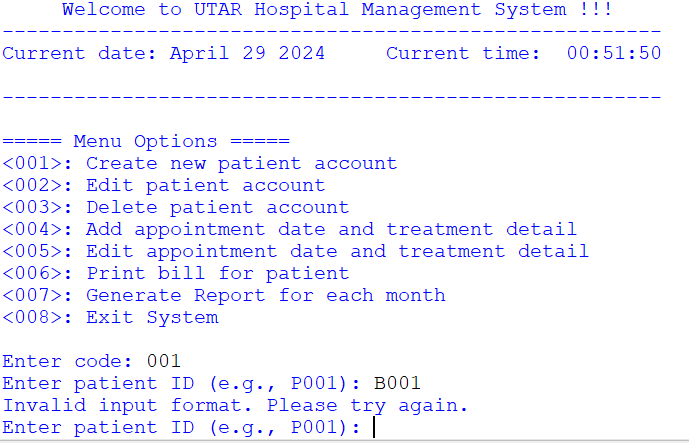 Welcome to UTAR Hospital Management System !!!
-------------------------------------------------------
Current date: April 29 2024     Current time:  00:51:50
-------------------------------------------------------
===== Menu Options =====
<001>: Create new patient account
<002>: Edit patient account
<003>: Delete patient account
<004>: Add appointment date and treatment detail
<005>: Edit appointment date and treatment detail
<006>: Print bill for patient
<007>: Generate Report for each month
<008>: Exit System
Enter code: 001
Enter patient ID (e.g., P001): B001
Invalid input format. Please try again.
Enter patient ID (e.g., P001):